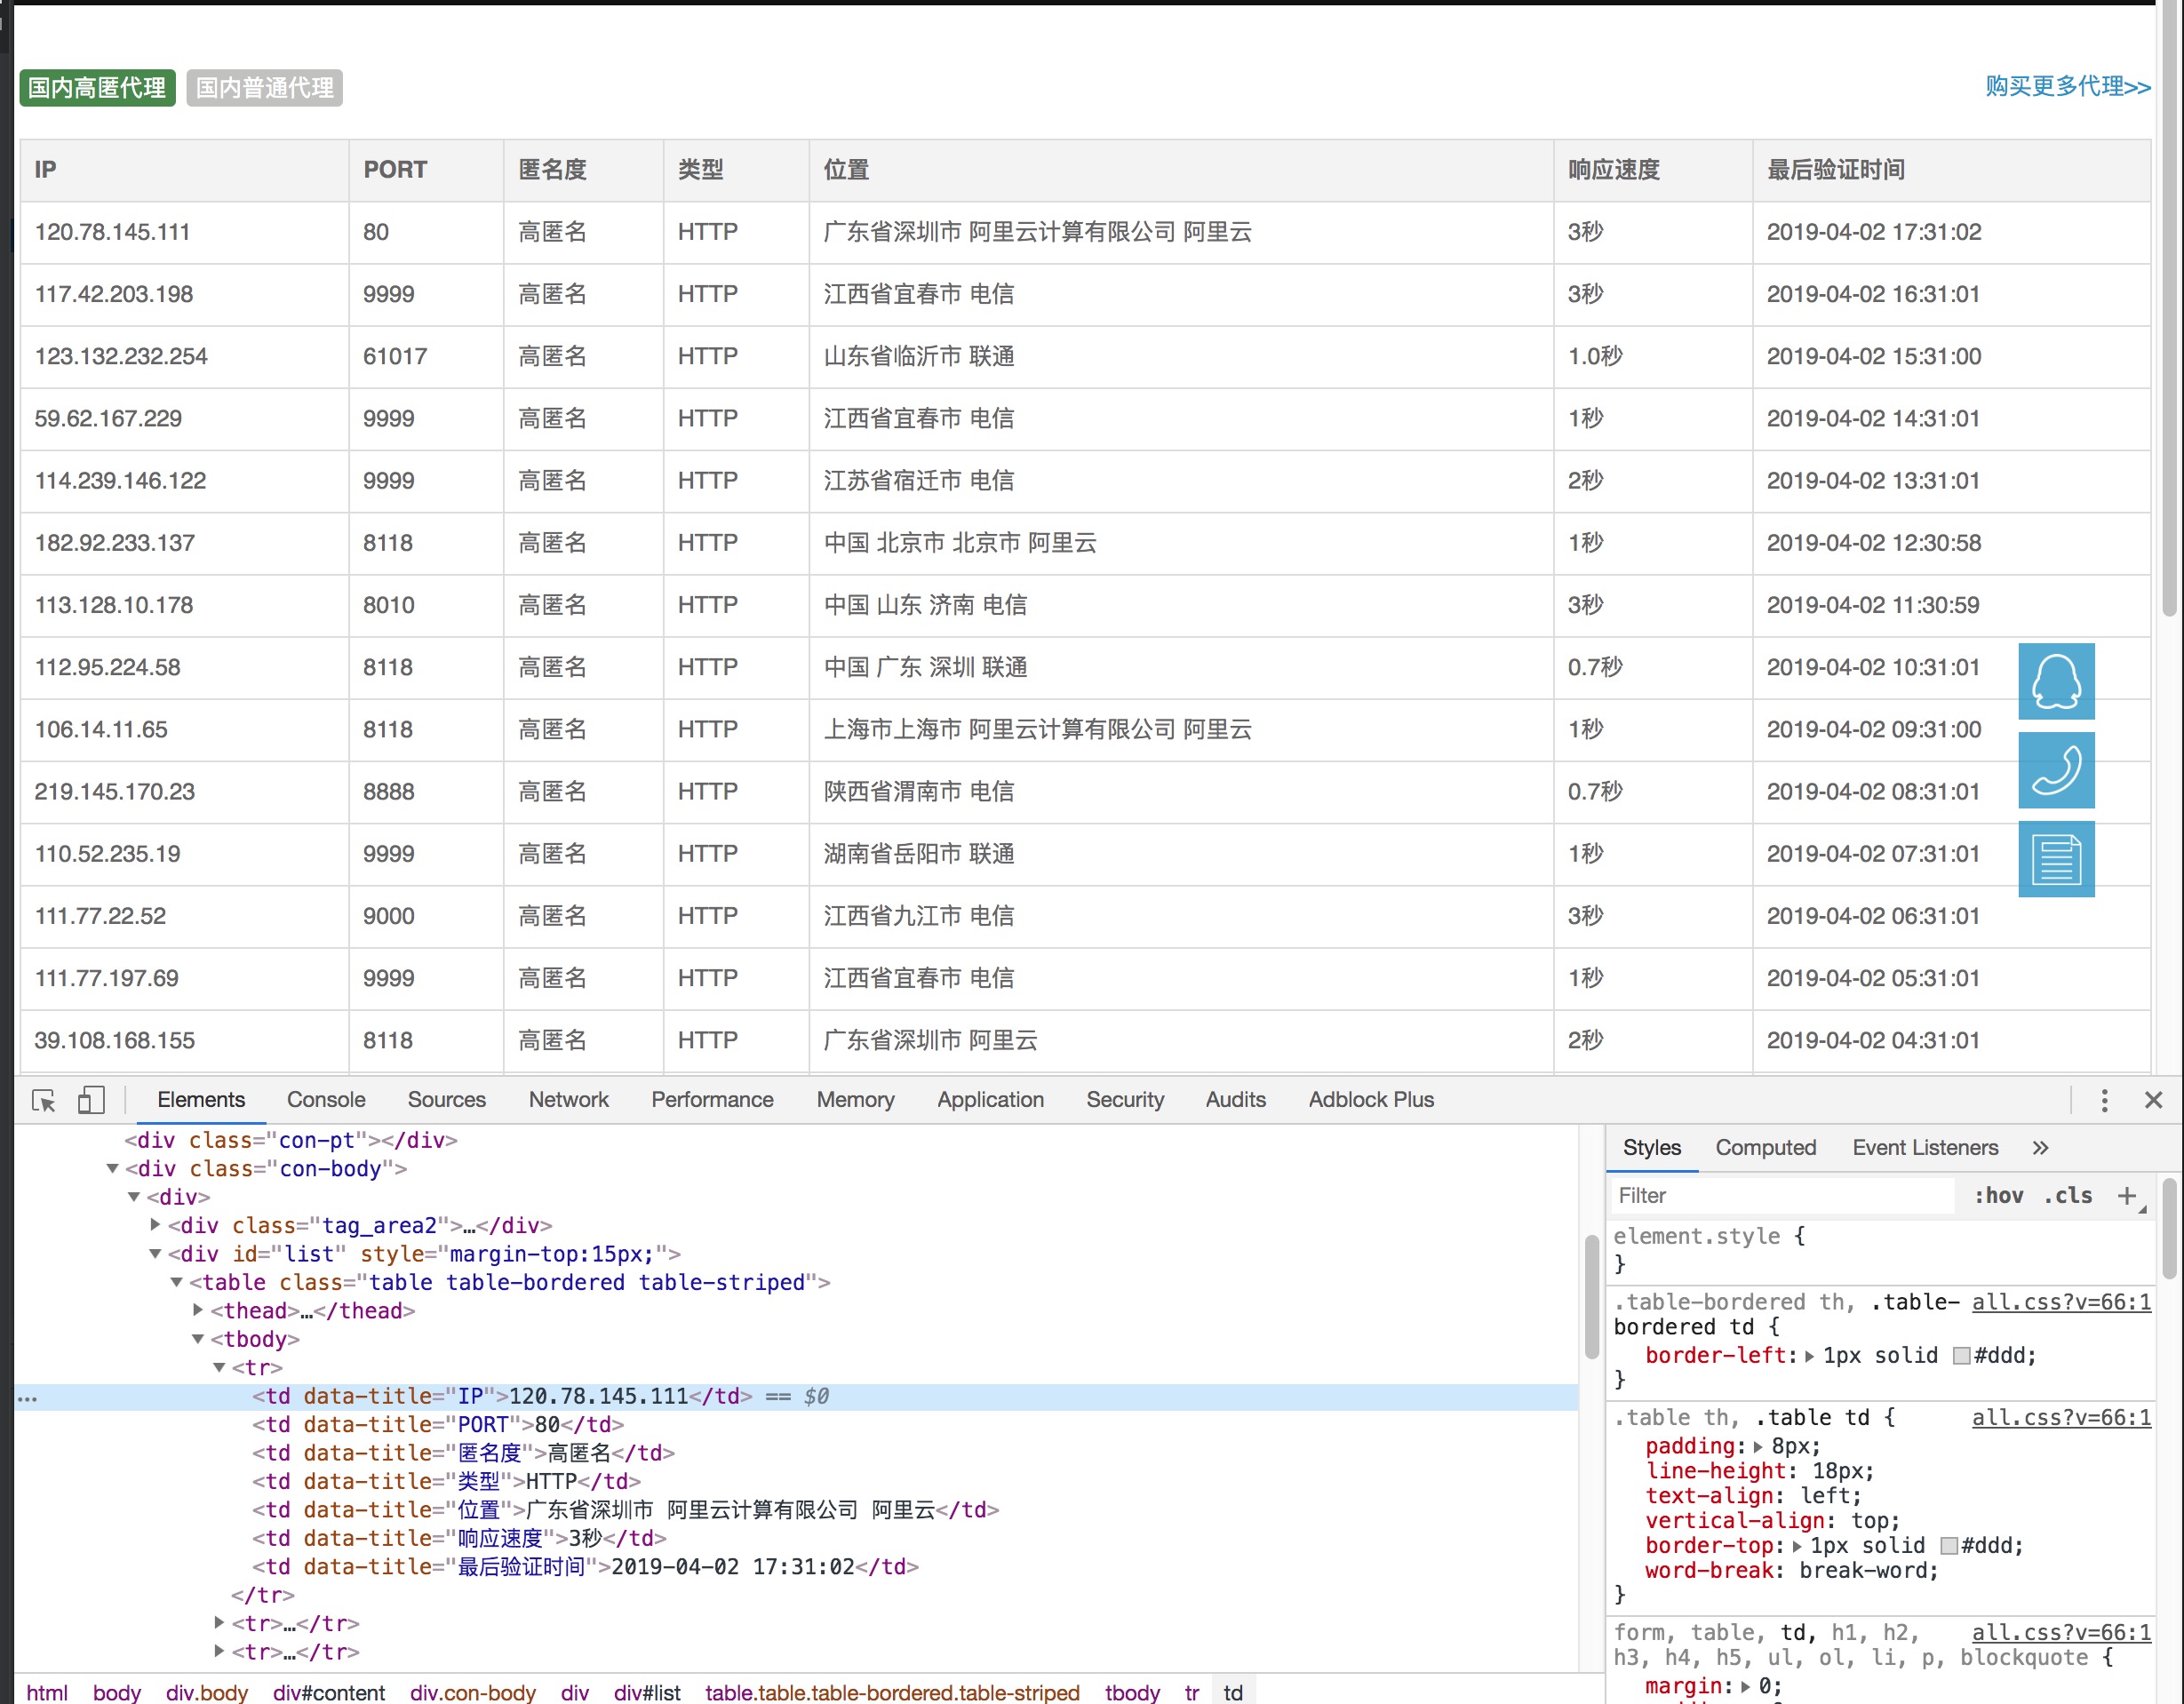 国内高匿代理 国内普通代理 购买更多代理>>
IP PORT 匿名度 类型 位置 响应速度 最后验证时间
120.78.145.111 80 高匿名 HTTP 广东省深圳市 阿里云计算有限公司 阿里云 3秒 2019-04-02 17:31:02
117.42.203.198 9999 高匿名 HTTP 江西省宜春市 电信 3秒 2019-04-02 16:31:01
123.132.232.254 61017 高匿名 HTTP 山东省临沂市 联通 1.0秒 2019-04-02 15:31:00
59.62.167.229 9999 高匿名 HTTP 江西省宜春市 电信 1秒 2019-04-02 14:31:01
114.239.146.122 9999 高匿名 HTTP 江苏省宿迁市 电信 2秒 2019-04-02 13:31:01
182.92.233.137 8118 高匿名 HTTP 中国 北京市 北京市 阿里云 1秒 2019-04-02 12:30:58
113.128.10.178 8010 高匿名 HTTP 中国 山东 济南 电信 3秒 2019-04-02 11:30:59
112.95.224.58 8118 高匿名 HTTP 中国 广东 深圳 联通 0.7秒 2019-04-02 10:31:01
106.14.11.65 8118 高匿名 HTTP 上海市上海市 阿里云计算有限公司 阿里云 1秒 2019-04-02 09:31:00
219.145.170.23 8888 高匿名 HTTP 陕西省渭南市 电信 0.7秒 2019-04-02 08:31:01
110.52.235.19 9999 高匿名 HTTP 湖南省岳阳市 联通 1秒 2019-04-02 07:31:01
111.77.22.52 9000 高匿名 HTTP 江西省九江市 电信 3秒 2019-04-02 06:31:01
111.77.197.69 9999 高匿名 HTTP 江西省宜春市 电信 1秒 2019-04-02 05:31:01
39.108.168.155 8118 高匿名 HTTP 广东省深圳市 阿里云 2秒 2019-04-02 04:31:01
Elements Console Sources Network Performance Memory Application Security Audits Adblock Plus
<div class="con-pt"></div>
<div class="con-body">
<div>
<div class="tag_area2">…</div>
<div id="list" style="margin-top:15px;">
<table class="table table-bordered table-striped">
<thead>…</thead>
<tbody>
<tr>
<td data-title="IP">120.78.145.111</td> == $0
<td data-title="PORT">80</td>
<td data-title="匿名度">高匿名</td>
<td data-title="类型">HTTP</td>
<td data-title="位置">广东省深圳市 阿里云计算有限公司 阿里云</td>
<td data-title="响应速度">3秒</td>
<td data-title="最后验证时间">2019-04-02 17:31:02</td>
</tr>
<tr>…</tr>
<tr>…</tr>
html body div.body div#content div.con-body div div#list table.table.table-bordered.table-striped tbody tr td
Styles Computed Event Listeners »
Filter :hov .cls +
element.style {
}
.table-bordered th, .table- all.css?v=66:1
bordered td {
border-left: 1px solid #ddd;
}
.table th, .table td { all.css?v=66:1
padding: 8px;
line-height: 18px;
text-align: left;
vertical-align: top;
border-top: 1px solid #ddd;
word-break: break-word;
}
form, table, td, h1, h2, all.css?v=66:1
h3, h4, h5, ul, ol, li, p, blockquote {
margin: 0;